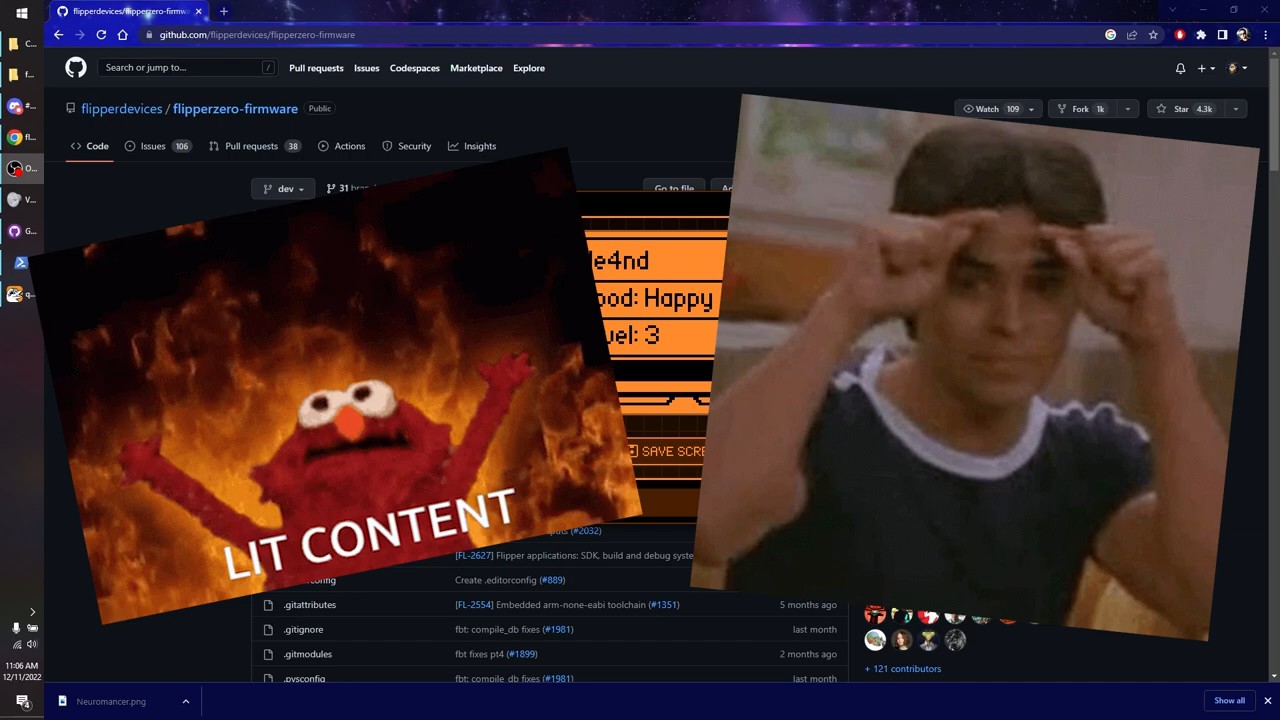 flipperdevices/flipperzero-firmw
github.com/flipperdevices/flipperzero-firmware
Search or jump to...
/
Pull requests
Issues
Codespaces
Marketplace
Explore
flipperdevices / flipperzero-firmware
Public
Watch 109
Fork 1k
Star 4.3k
Code
Issues 106
Pull requests 38
Actions
Security
Insights
dev
31
Go to file
le4nd
ood: Happy
vel: 3
SAVE SCRE
LIT CONTENT
(#2032)
[FL-2627] Flipper applications: SDK, build and debug syste
Create .editorconfig (#889)
.gitattributes
[FL-2554] Embedded arm-none-eabi toolchain (#1351)
5 months ago
.gitignore
fbt: compile_db fixes (#1981)
last month
.gitmodules
fbt fixes pt4 (#1899)
2 months ago
.pvsconfig
fbt: compile_db fixes (#1981)
last month
+ 121 contributors
11:06 AM
12/11/2022
Neuromancer.png
Show all